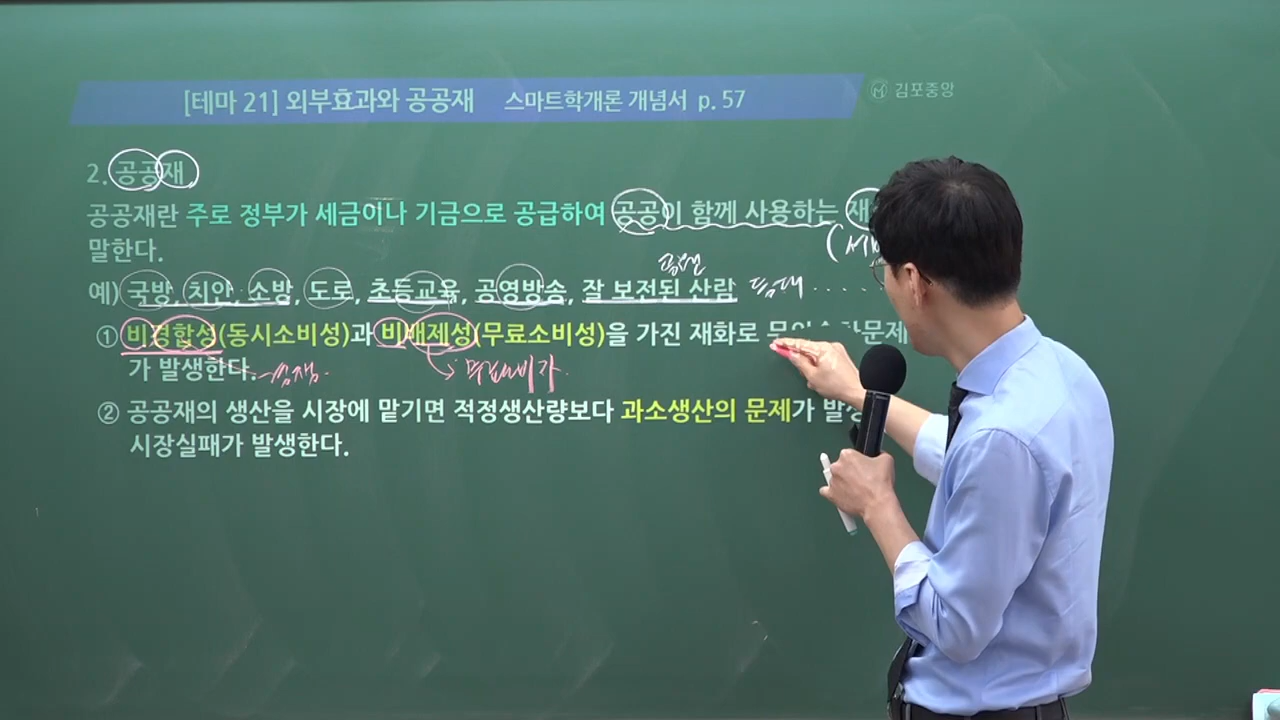 [테마 21] 외부효과와 공공재 스마트학개론 개념서 p. 57
김포중앙
2. 공공재
공공재란 주로 정부가 세금이나 기금으로 공급하여 공공이 함께 사용하는 재
말한다.
예) 국방, 치안, 소방, 도로, 초등교육, 공영방송, 잘 보전된 산림
① 비경합성(동시소비성)과 비배제성(무료소비성)을 가진 재화로
가 발생한다.
② 공공재의 생산을 시장에 맡기면 적정생산량보다 과소생산의 문제가
시장실패가 발생한다.